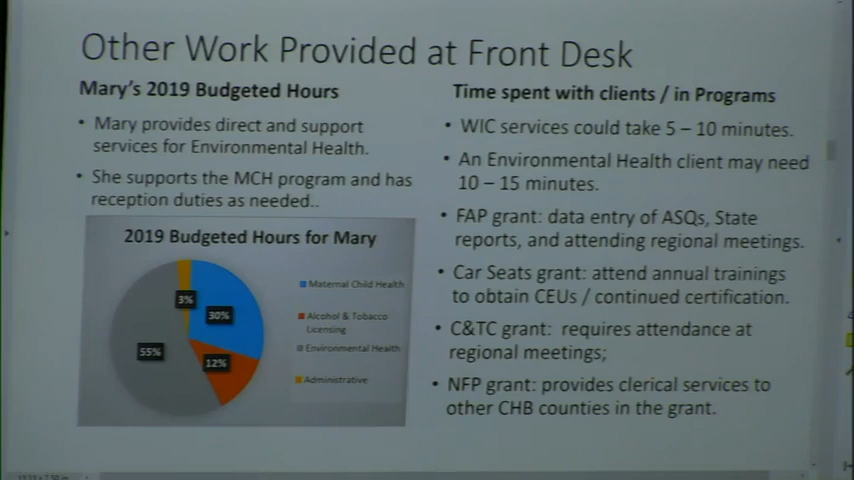 Other Work Provided at Front Desk
Mary's 2019 Budgeted Hours
• Mary provides direct and support
services for Environmental Health.
• She supports the MCH program and has
reception duties as needed..
2019 Budgeted Hours for Mary
3%
30%
55%
12%
Maternal Child Health
Alcohol & Tobacco
Licensing
Environmental Health
Administrative
Time spent with clients / in Programs
• WIC services could take 5 – 10 minutes.
• An Environmental Health client may need
10 – 15 minutes.
• FAP grant: data entry of ASQs, State
reports, and attending regional meetings.
• Car Seats grant: attend annual trainings
to obtain CEUs / continued certification.
• C&TC grant: requires attendance at
regional meetings;
• NFP grant: provides clerical services to
other CHB counties in the grant.